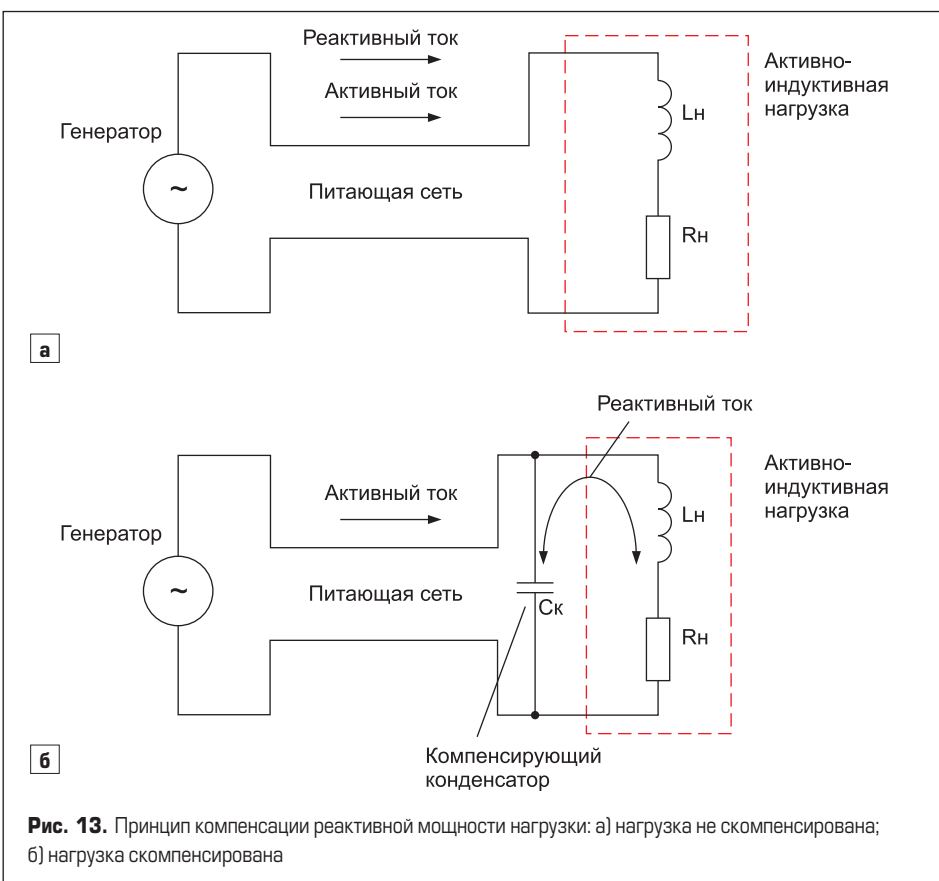 Реактивный ток
Активный ток
Генератор
~
Питающая сеть
Lн
Rн
Активно-
индуктивная
нагрузка
а
Реактивный ток
Активный ток
Генератор
~
Питающая сеть
Cк
Lн
Rн
Активно-
индуктивная
нагрузка
Компенсирующий
конденсатор
б
Рис. 13. Принцип компенсации реактивной мощности нагрузки: а) нагрузка не скомпенсирована;
б) нагрузка скомпенсирована